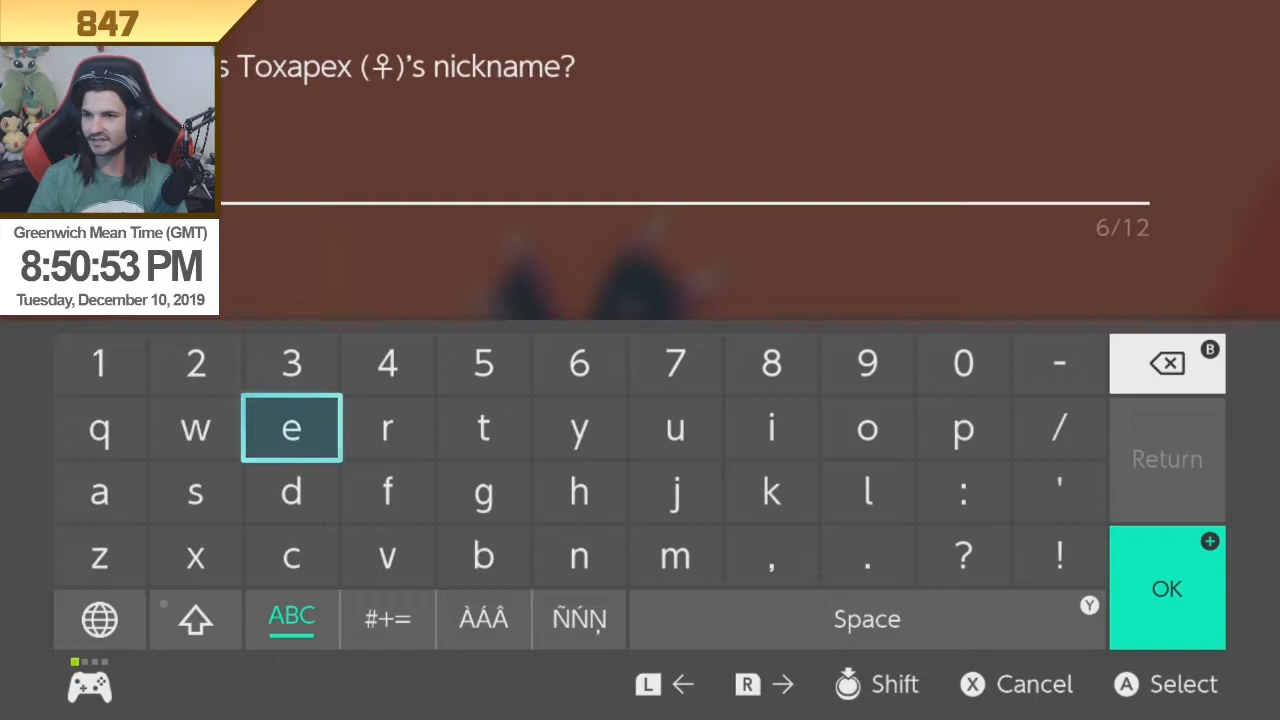 847
s Toxapex (♀)'s nickname?
6/12
Greenwich Mean Time (GMT)
8:50:53 PM
Tuesday, December 10, 2019
1 2 3 4 5 6 7 8 9 0 - B
q w e r t y u i o p / Return
a s d f g h j k l : '
z x c v b n m , . ? ! + OK
ABC #+= ÀÁÂ ÑŃŅ Space Y
L ← R → Shift X Cancel A Select